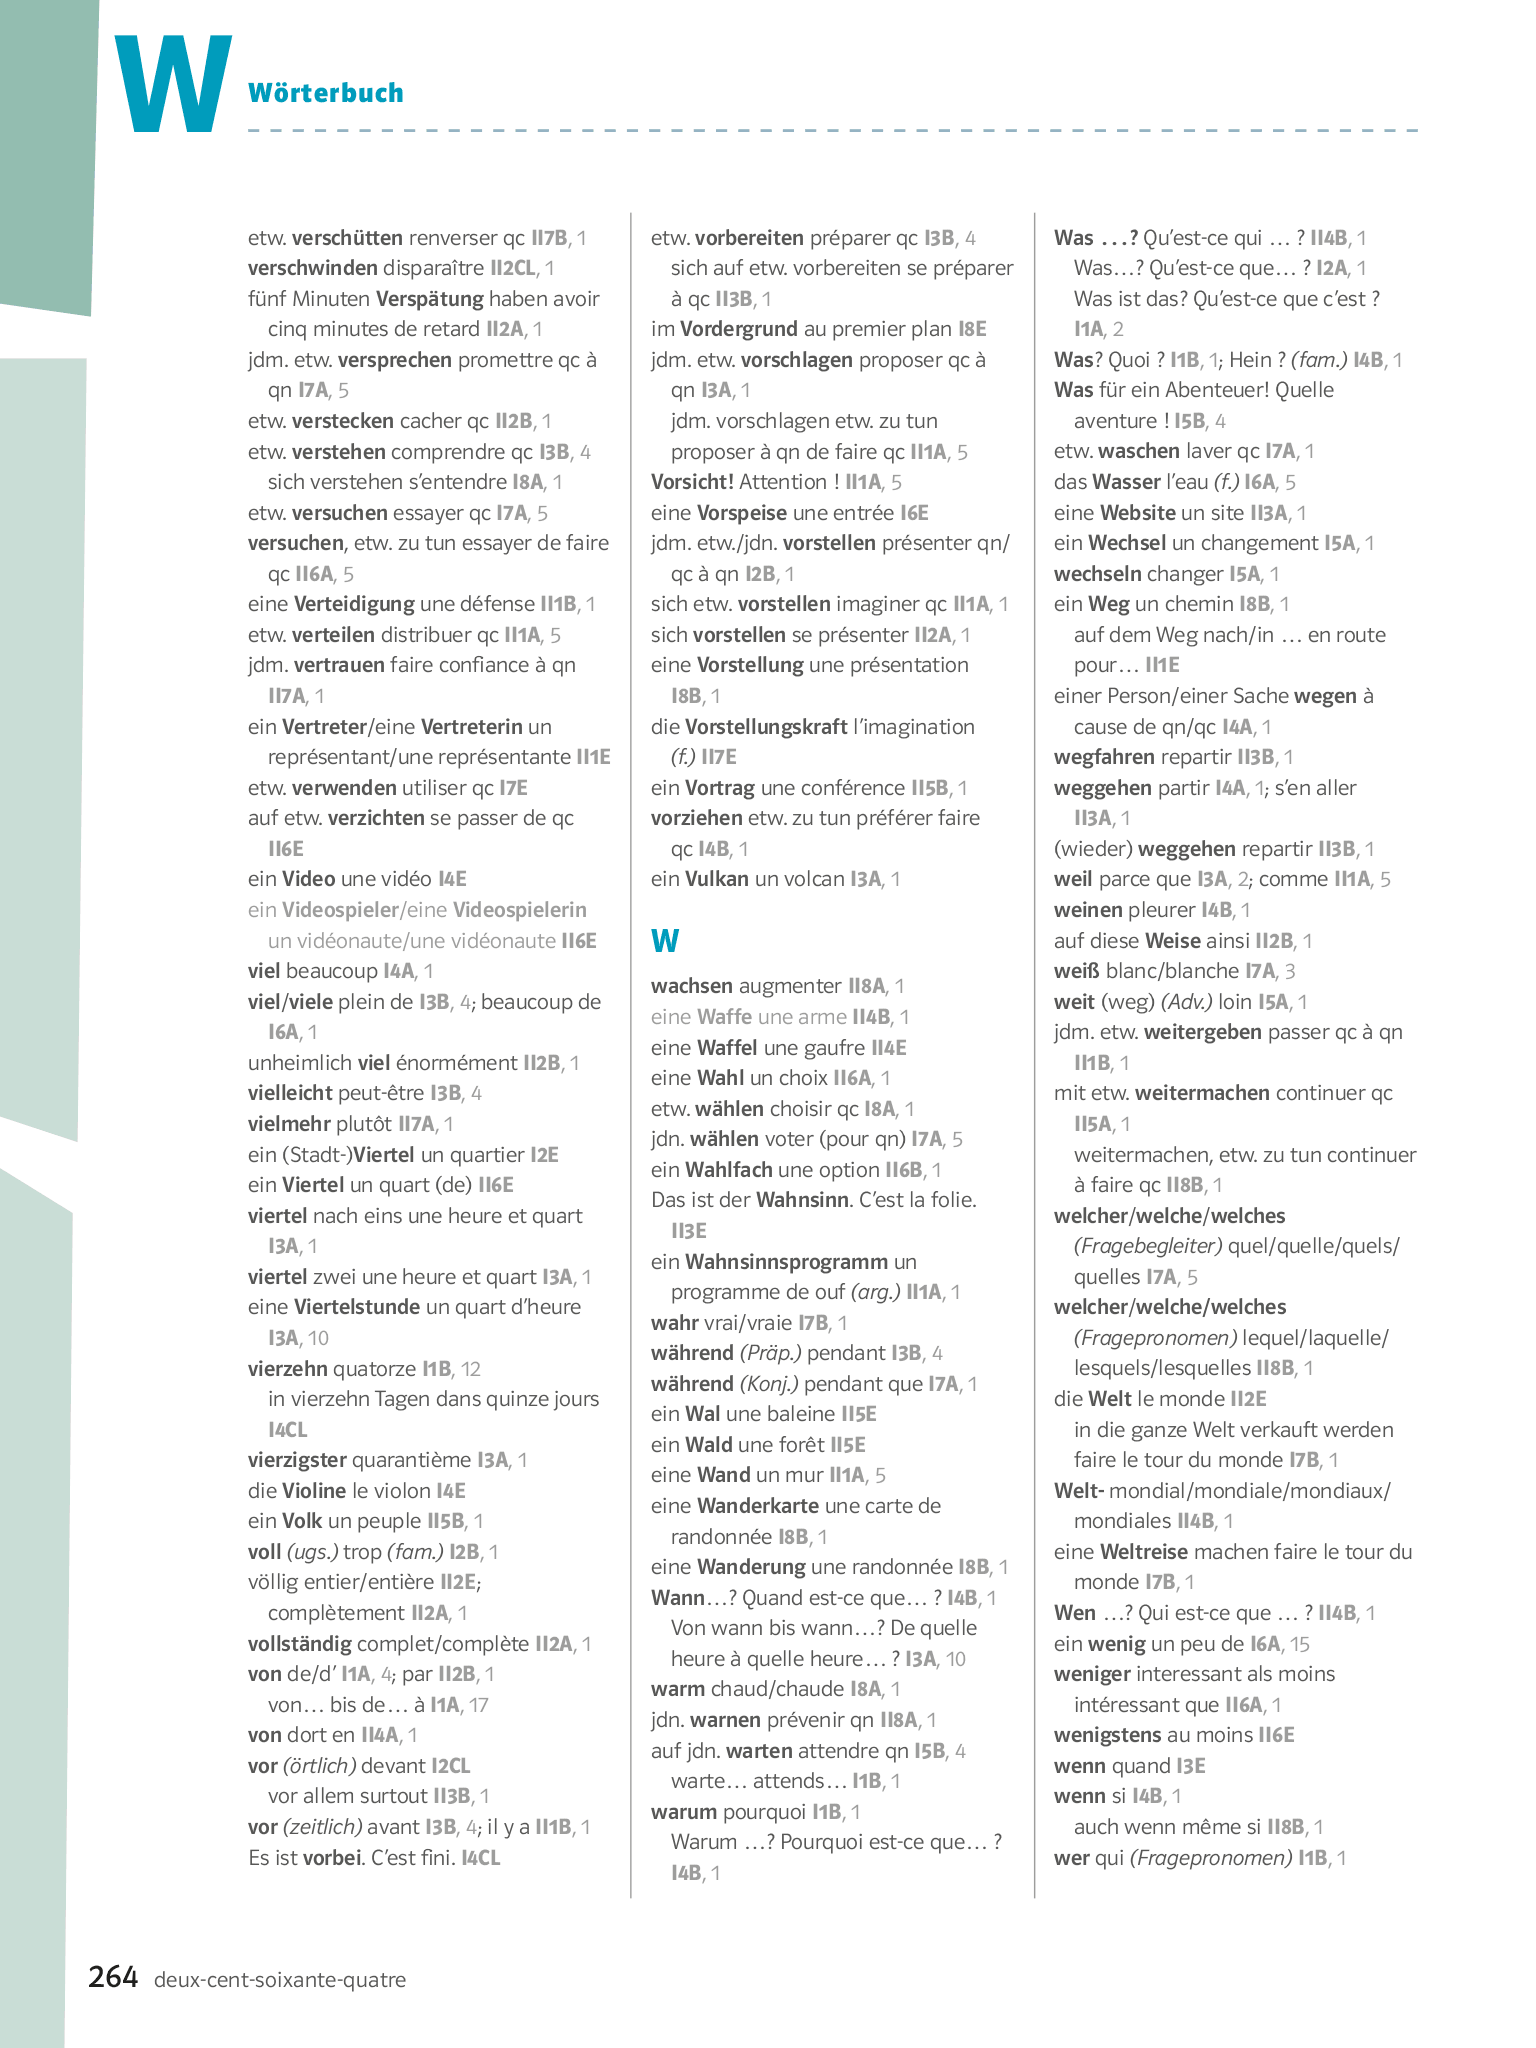 W
Wörterbuch
etw. verschütten renverser qc II7B, 1
verschwinden disparaître II2CL, 1
fünf Minuten Verspätung haben avoir
cinq minutes de retard II2A, 1
jdm. etw. versprechen promettre qc à
qn I7A, 5
etw. verstecken cacher qc II2B, 1
etw. verstehen comprendre qc I3B, 4
sich verstehen s’entendre I8A, 1
etw. versuchen essayer qc I7A, 5
versuchen, etw. zu tun essayer de faire
qc II6A, 5
eine Verteidigung une défense II1B, 1
etw. verteilen distribuer qc II1A, 5
jdm. vertrauen faire confiance à qn
II7A, 1
ein Vertreter/eine Vertreterin un
représentant/une représentante II1E
etw. verwenden utiliser qc I7E
auf etw. verzichten se passer de qc
II6E
ein Video une vidéo I4E
ein Videospieler/eine Videospielerin
un vidéonaute/une vidéonaute II6E
viel beaucoup I4A, 1
viel/viele plein de I3B, 4; beaucoup de
I6A, 1
unheimlich viel énormément II2B, 1
vielleicht peut-être I3B, 4
vielmehr plutôt II7A, 1
ein (Stadt-)Viertel un quartier I2E
ein Viertel un quart (de) II6E
viertel nach eins une heure et quart
I3A, 1
viertel zwei une heure et quart I3A, 1
eine Viertelstunde un quart d’heure
I3A, 10
vierzehn quatorze I1B, 12
in vierzehn Tagen dans quinze jours
I4CL
vierzigster quarantième I3A, 1
die Violine le violon I4E
ein Volk un peuple II5B, 1
voll (ugs.) trop (fam.) I2B, 1
völlig entier/entière II2E;
complètement II2A, 1
vollständig complet/complète II2A, 1
von de/d’ I1A, 4; par II2B, 1
von… bis de… à I1A, 17
von dort en II4A, 1
vor (örtlich) devant I2CL
vor allem surtout II3B, 1
vor (zeitlich) avant I3B, 4; il y a II1B, 1
Es ist vorbei. C’est fini. I4CL
etw. vorbereiten préparer qc I3B, 4
sich auf etw. vorbereiten se préparer
à qc II3B, 1
im Vordergrund au premier plan I8E
jdm. etw. vorschlagen proposer qc à
qn I3A, 1
jdm. vorschlagen etw. zu tun
proposer à qn de faire qc II1A, 5
Vorsicht! Attention ! II1A, 5
eine Vorspeise une entrée I6E
jdm. etw./jdn. vorstellen présenter qn/
qc à qn I2B, 1
sich etw. vorstellen imaginer qc II1A, 1
sich vorstellen se présenter II2A, 1
eine Vorstellung une présentation
I8B, 1
die Vorstellungskraft l’imagination
(f.) II7E
ein Vortrag une conférence II5B, 1
vorziehen etw. zu tun préférer faire
qc I4B, 1
ein Vulkan un volcan I3A, 1
W
wachsen augmenter II8A, 1
eine Waffe une arme II4B, 1
eine Waffel une gaufre II4E
eine Wahl un choix II6A, 1
etw. wählen choisir qc I8A, 1
jdn. wählen voter (pour qn) I7A, 5
ein Wahlfach une option II6B, 1
Das ist der Wahnsinn. C’est la folie.
II3E
ein Wahnsinnsprogramm un
programme de ouf (arg.) II1A, 1
wahr vrai/vraie I7B, 1
während (Präp.) pendant I3B, 4
während (Konj.) pendant que I7A, 1
ein Wal une baleine II5E
ein Wald une forêt II5E
eine Wand un mur II1A, 5
eine Wanderkarte une carte de
randonnée I8B, 1
eine Wanderung une randonnée I8B, 1
Wann…? Quand est-ce que… ? I4B, 1
Von wann bis wann…? De quelle
heure à quelle heure… ? I3A, 10
warm chaud/chaude I8A, 1
jdn. warnen prévenir qn II8A, 1
auf jdn. warten attendre qn I5B, 4
warte… attends… I1B, 1
warum pourquoi I1B, 1
Warum …? Pourquoi est-ce que… ?
I4B, 1
Was …? Qu’est-ce qui … ? II4B, 1
Was…? Qu’est-ce que… ? I2A, 1
Was ist das? Qu’est-ce que c’est ?
I1A, 2
Was? Quoi ? I1B, 1; Hein ? (fam.) I4B, 1
Was für ein Abenteuer! Quelle
aventure ! I5B, 4
etw. waschen laver qc I7A, 1
das Wasser l’eau (f.) I6A, 5
eine Website un site II3A, 1
ein Wechsel un changement I5A, 1
wechseln changer I5A, 1
ein Weg un chemin I8B, 1
auf dem Weg nach/in … en route
pour… II1E
einer Person/einer Sache wegen à
cause de qn/qc I4A, 1
wegfahren repartir II3B, 1
weggehen partir I4A, 1; s’en aller
II3A, 1
(wieder) weggehen repartir II3B, 1
weil parce que I3A, 2; comme II1A, 5
weinen pleurer I4B, 1
auf diese Weise ainsi II2B, 1
weiß blanc/blanche I7A, 3
weit (weg) (Adv.) loin I5A, 1
jdm. etw. weitergeben passer qc à qn
II1B, 1
mit etw. weitermachen continuer qc
II5A, 1
weitermachen, etw. zu tun continuer
à faire qc II8B, 1
welcher/welche/welches
(Fragebegleiter) quel/quelle/quels/
quelles I7A, 5
welcher/welche/welches
(Fragepronomen) lequel/laquelle/
lesquels/lesquelles II8B, 1
die Welt le monde II2E
in die ganze Welt verkauft werden
faire le tour du monde I7B, 1
Welt- mondial/mondiale/mondiaux/
mondiales II4B, 1
eine Weltreise machen faire le tour du
monde I7B, 1
Wen …? Qui est-ce que … ? II4B, 1
ein wenig un peu de I6A, 15
weniger interessant als moins
intéressant que II6A, 1
wenigstens au moins II6E
wenn quand I3E
wenn si I4B, 1
auch wenn même si II8B, 1
wer qui (Fragepronomen) I1B, 1
264 deux-cent-soixante-quatre